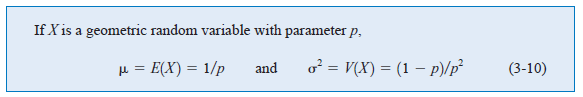 If X is a geometric random variable with parameter p,
μ = E(X) = 1/p and σ² = V(X) = (1 − p)/p² (3-10)